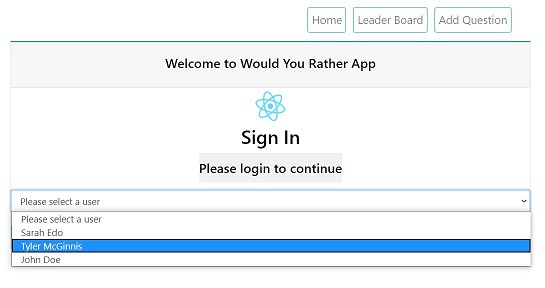 Home Leader Board Add Question
Welcome to Would You Rather App
Sign In
Please login to continue
Please select a user
Please select a user
Sarah Edo
Tyler McGinnis
John Doe